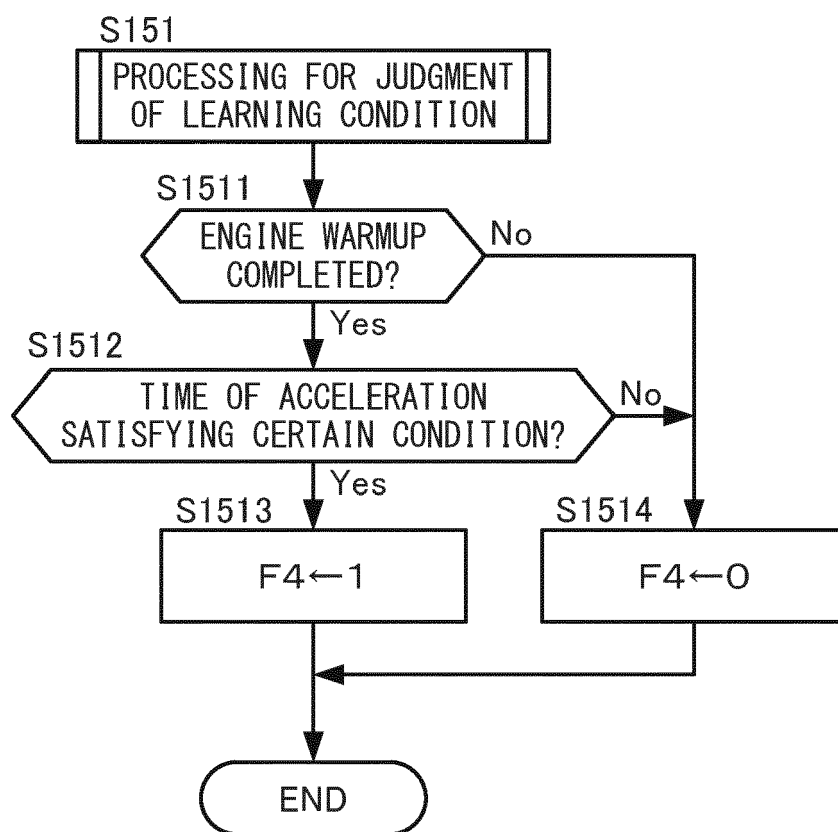 S151
PROCESSING FOR JUDGMENT
OF LEARNING CONDITION
S1511
ENGINE WARMUP
COMPLETED?
No
Yes
S1512
TIME OF ACCELERATION
SATISFYING CERTAIN CONDITION?
No
Yes
S1513
F4←1
S1514
F4←0
END